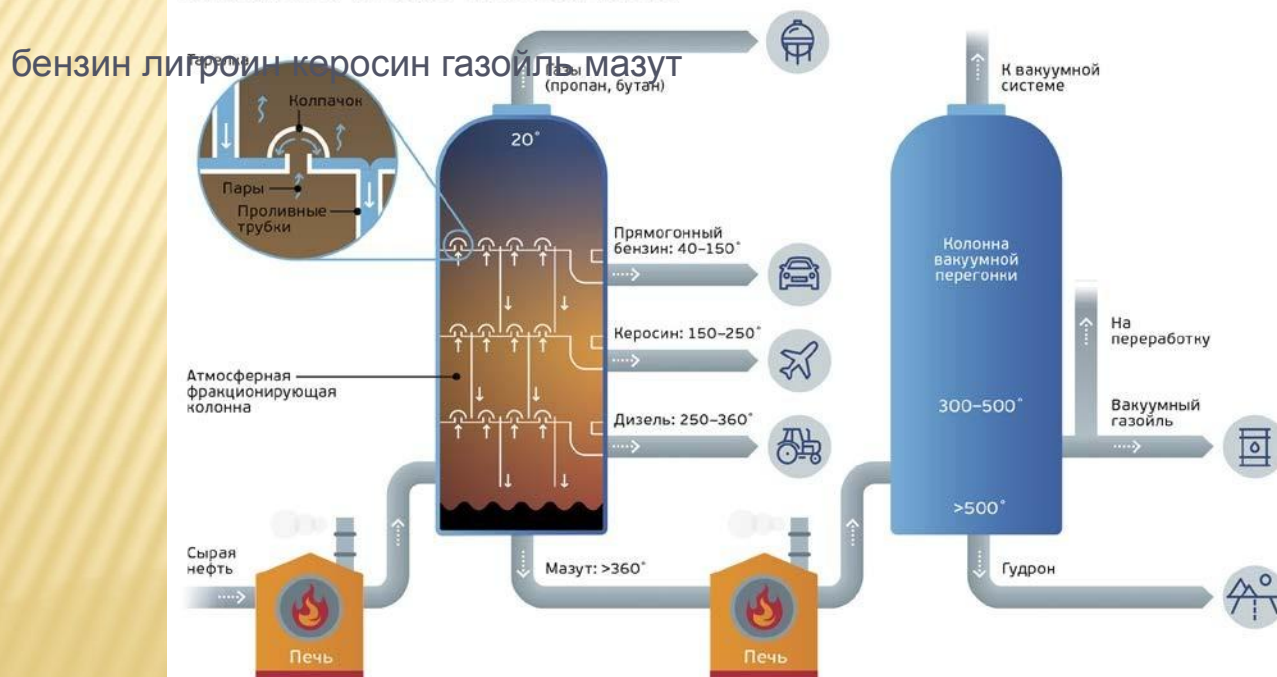 бензин лигроин керосин газойль мазут
Тарелка
Колпачок
Пары
Проливные
трубки
Газы
(пропан, бутан)
20°
Прямогонный
бензин: 40–150°
Керосин: 150–250°
Атмосферная
фракционирующая
колонна
Дизель: 250–360°
Сырая
нефть
Печь
Мазут: >360°
Печь
К вакуумной
системе
Колонна
вакуумной
перегонки
На
переработку
300–500°
Вакуумный
газойль
>500°
Гудрон